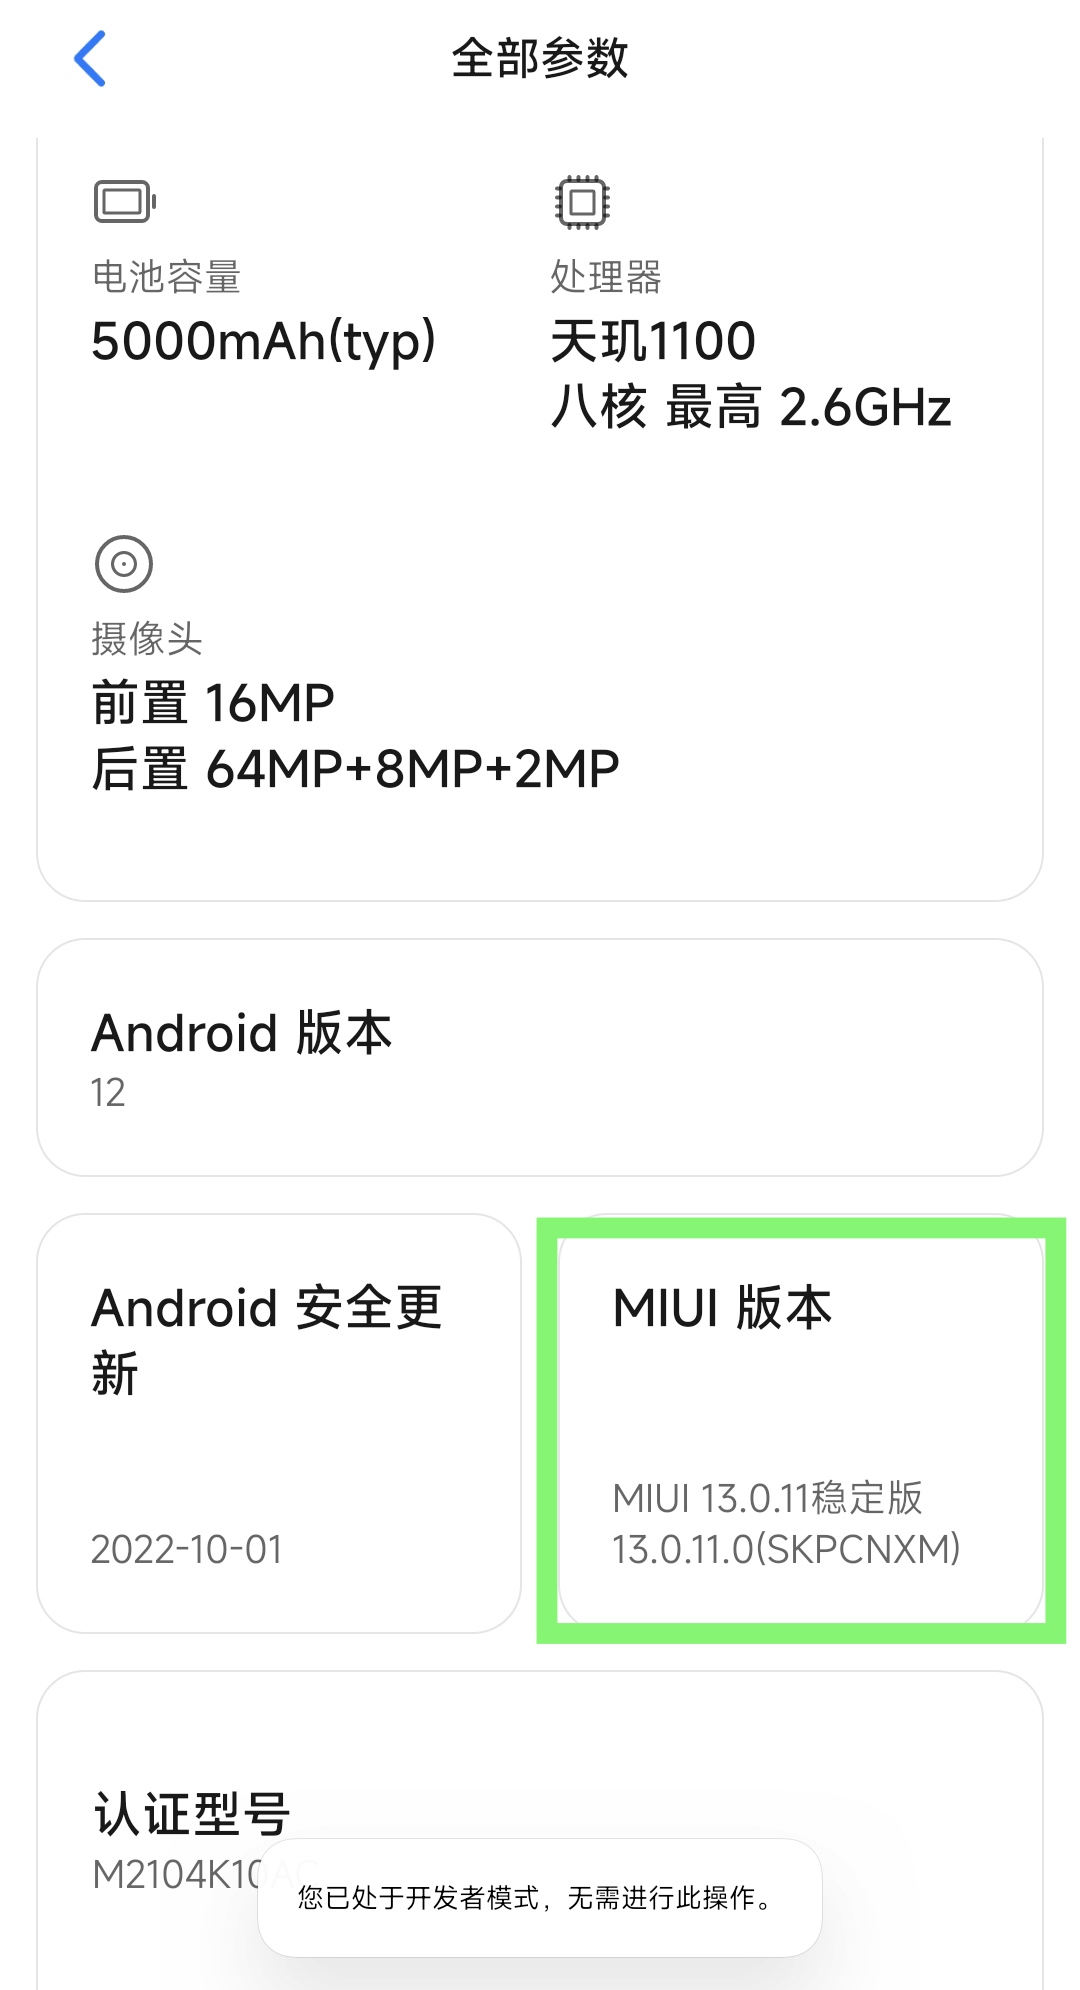 全部参数
电池容量
5000mAh(typ)
处理器
天玑1100
八核 最高 2.6GHz
摄像头
前置 16MP
后置 64MP+8MP+2MP
Android 版本
12
Android 安全更
新
2022-10-01
MIUI 版本
MIUI 13.0.11稳定版
13.0.11.0(SKPCNXM)
认证型号
M2104K10AC
您已处于开发者模式，无需进行此操作。